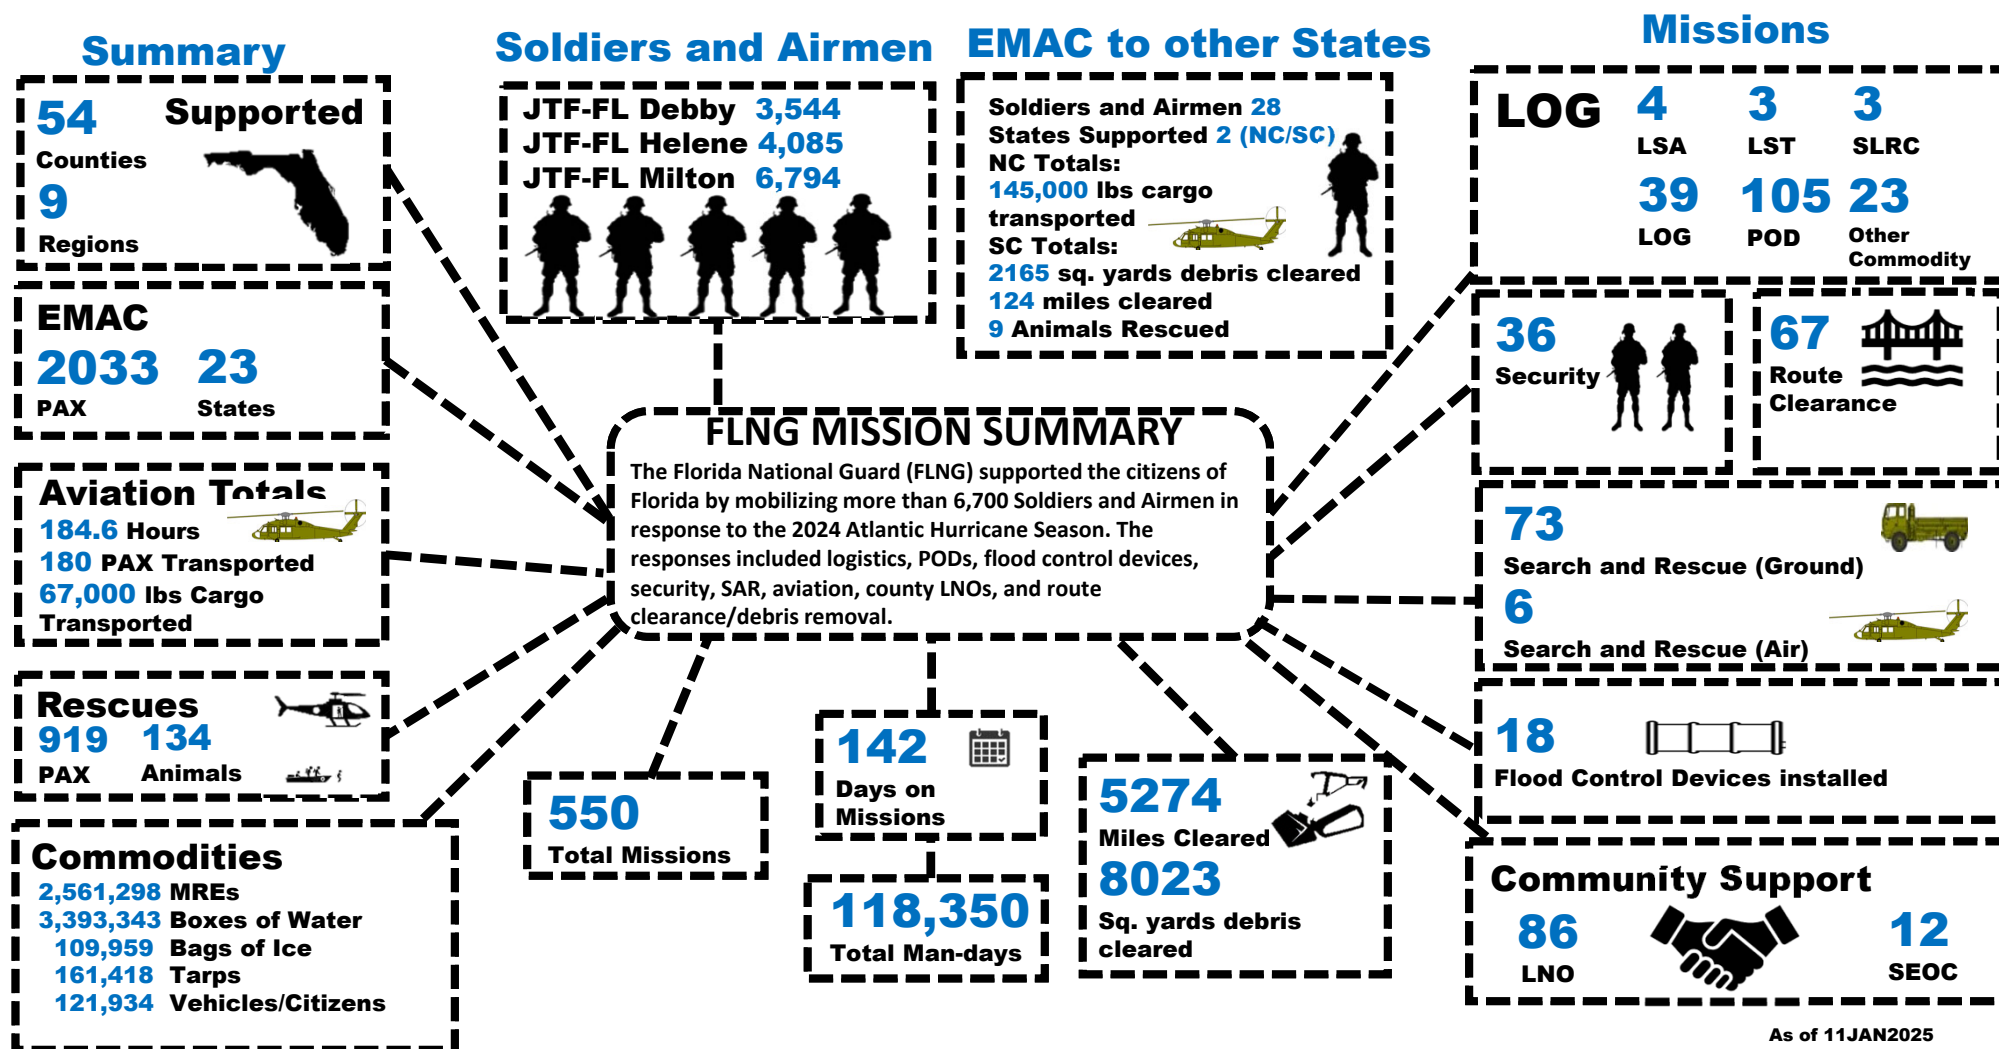 Summary
54
Counties
9
Regions
Supported
EMAC
2033
PAX
23
States
Aviation Totals
184.6 Hours
180 PAX Transported
67,000 lbs Cargo
Transported
Rescues
919
PAX
134
Animals
Commodities
2,561,298 MREs
3,393,343 Boxes of Water
109,959 Bags of Ice
161,418 Tarps
121,934 Vehicles/Citizens
Soldiers and Airmen
JTF-FL Debby 3,544
JTF-FL Helene 4,085
JTF-FL Milton 6,794
EMAC to other States
Soldiers and Airmen 28
States Supported 2 (NC/SC)
NC Totals:
145,000 lbs cargo
transported
SC Totals:
2165 sq. yards debris cleared
124 miles cleared
9 Animals Rescued
FLNG MISSION SUMMARY
The Florida National Guard (FLNG) supported the citizens of
Florida by mobilizing more than 6,700 Soldiers and Airmen in
response to the 2024 Atlantic Hurricane Season. The
responses included logistics, PODs, flood control devices,
security, SAR, aviation, county LNOs, and route
clearance/debris removal.
550
Total Missions
142
Days on
Missions
118,350
Total Man-days
5274
Miles Cleared
8023
Sq. yards debris
cleared
Missions
LOG
4
LSA
3
LST
3
SLRC
39
LOG
105
POD
23
Other
Commodity
36
Security
67
Route
Clearance
73
Search and Rescue (Ground)
6
Search and Rescue (Air)
18
Flood Control Devices installed
Community Support
86
LNO
12
SEOC
As of 11JAN2025